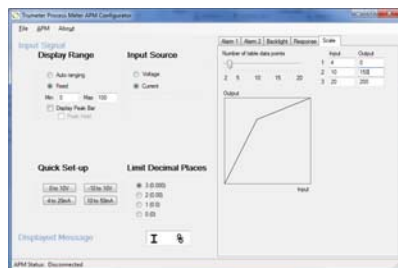 Trumeter Process Meter APM Configurator
File APM About
Input Signal
Display Range
Auto ranging
Fixed
Min 0 Max 100
Display Peak Bar
Peak Hold
Input Source
Voltage
Current
Quick Set-up
0 to 10V
-10 to 10V
4 to 20mA
10 to 50mA
Limit Decimal Places
3 (0.000)
2 (0.00)
1 (0.0)
0 (0)
Displayed Message
Alarm 1 Alarm 2 Backlight Response Scale
Number of table data points
2 5 10 15 20
Input Output
1 4 0
2 10 150
3 20 200
Output
Input
APM Status: Disconnected